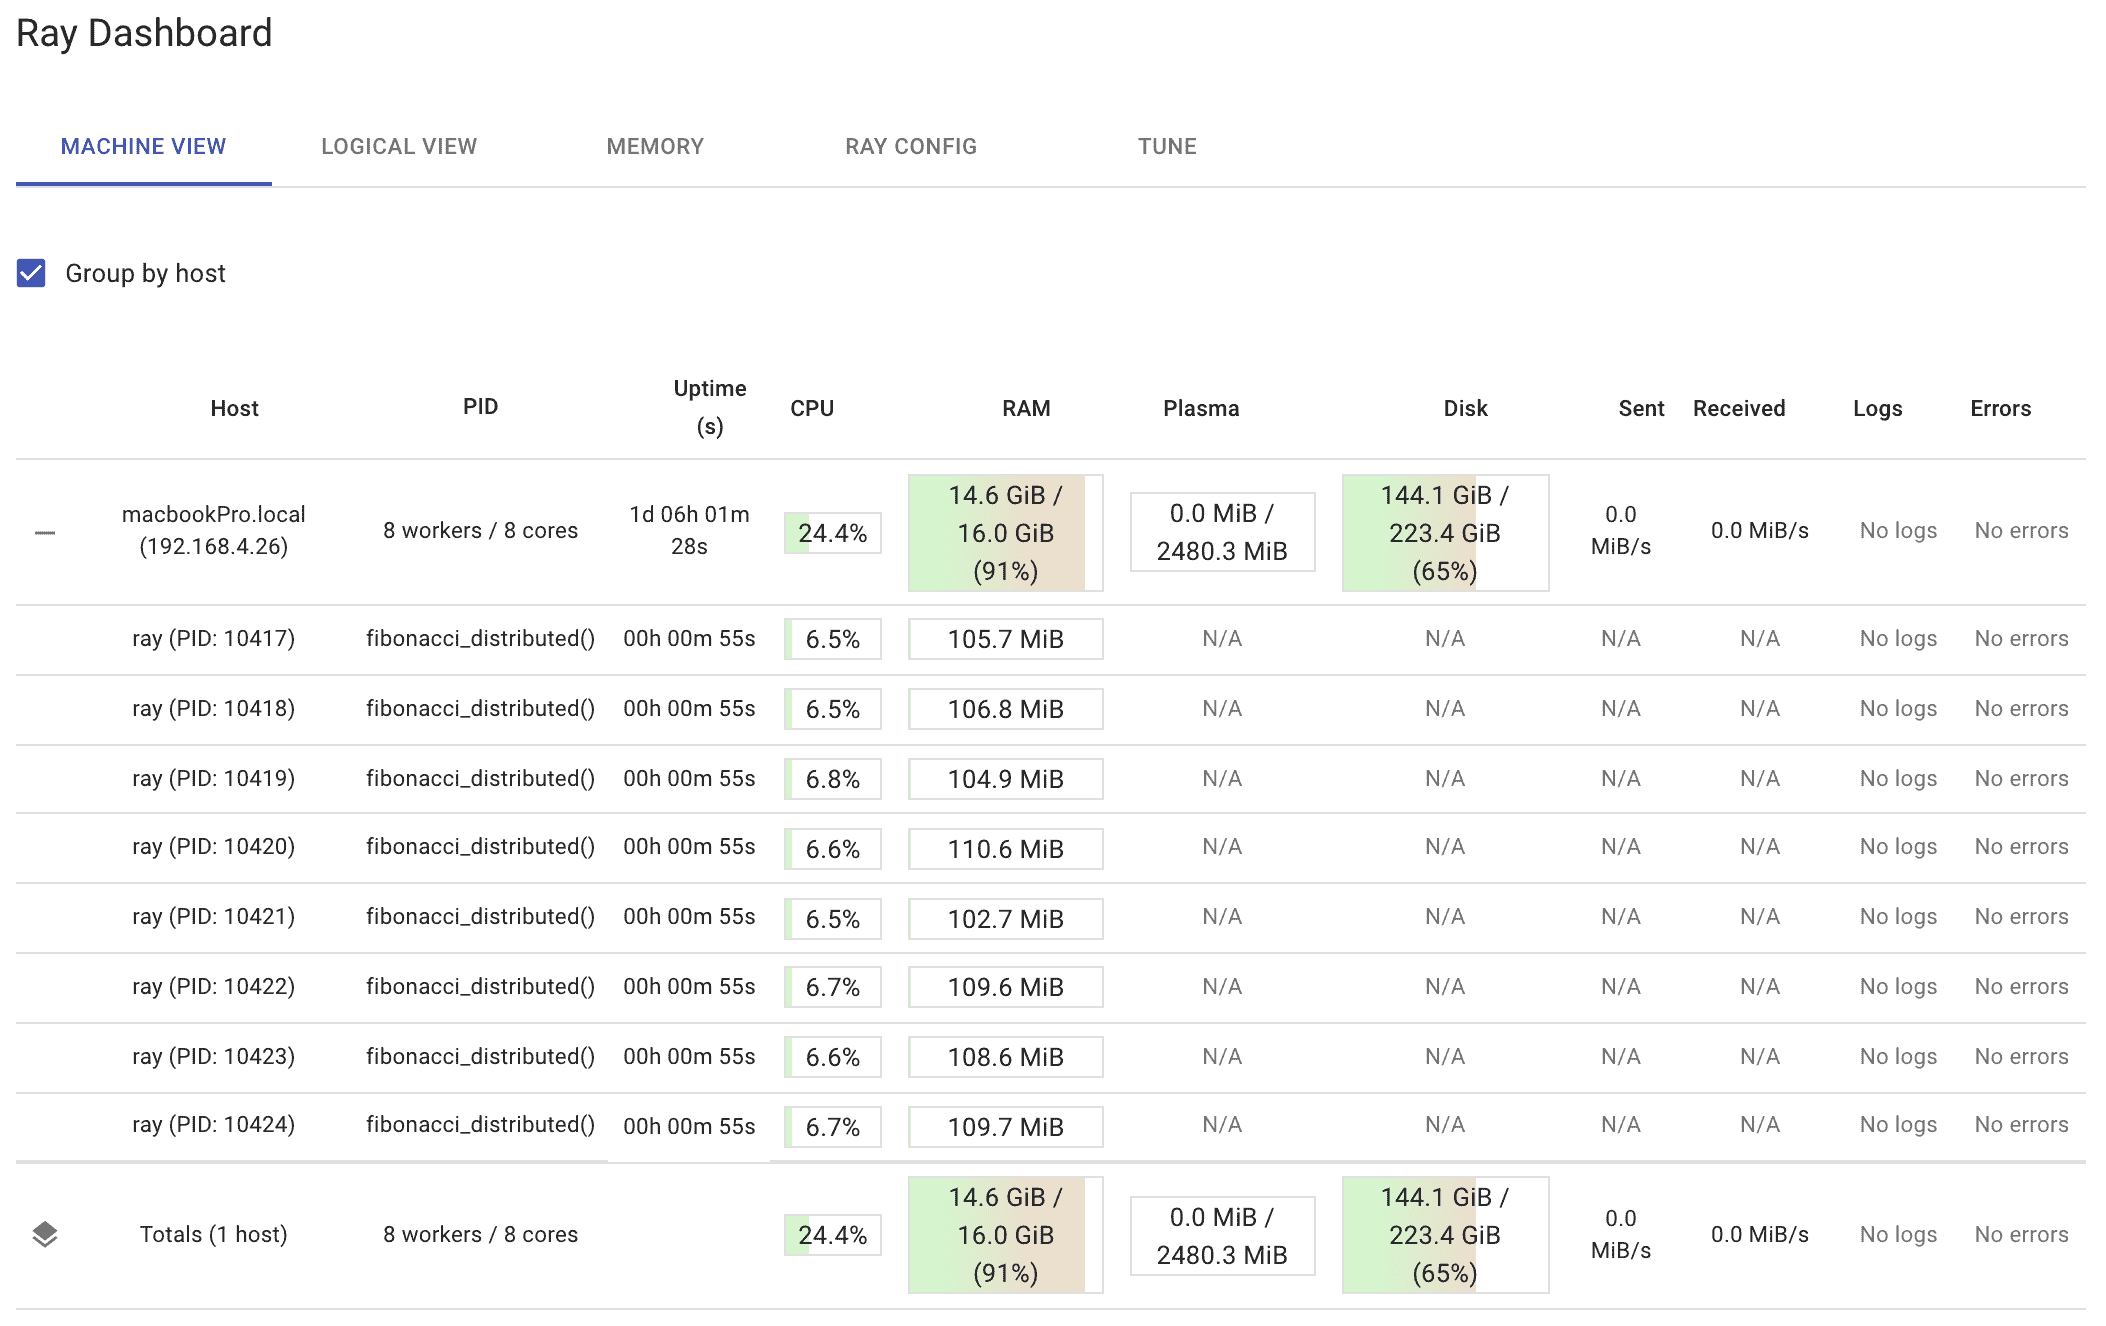 Ray Dashboard
MACHINE VIEW LOGICAL VIEW MEMORY RAY CONFIG TUNE
Group by host
Host PID Uptime (s) CPU RAM Plasma Disk Sent Received Logs Errors
macbookPro.local (192.168.4.26) 8 workers / 8 cores 1d 06h 01m 28s 24.4% 14.6 GiB / 16.0 GiB (91%) 0.0 MiB / 2480.3 MiB 144.1 GiB / 223.4 GiB (65%) 0.0 MiB/s 0.0 MiB/s No logs No errors
ray (PID: 10417) fibonacci_distributed() 00h 00m 55s 6.5% 105.7 MiB N/A N/A N/A N/A No logs No errors
ray (PID: 10418) fibonacci_distributed() 00h 00m 55s 6.5% 106.8 MiB N/A N/A N/A N/A No logs No errors
ray (PID: 10419) fibonacci_distributed() 00h 00m 55s 6.8% 104.9 MiB N/A N/A N/A N/A No logs No errors
ray (PID: 10420) fibonacci_distributed() 00h 00m 55s 6.6% 110.6 MiB N/A N/A N/A N/A No logs No errors
ray (PID: 10421) fibonacci_distributed() 00h 00m 55s 6.5% 102.7 MiB N/A N/A N/A N/A No logs No errors
ray (PID: 10422) fibonacci_distributed() 00h 00m 55s 6.7% 109.6 MiB N/A N/A N/A N/A No logs No errors
ray (PID: 10423) fibonacci_distributed() 00h 00m 55s 6.6% 108.6 MiB N/A N/A N/A N/A No logs No errors
ray (PID: 10424) fibonacci_distributed() 00h 00m 55s 6.7% 109.7 MiB N/A N/A N/A N/A No logs No errors
Totals (1 host) 8 workers / 8 cores 24.4% 14.6 GiB / 16.0 GiB (91%) 0.0 MiB / 2480.3 MiB 144.1 GiB / 223.4 GiB (65%) 0.0 MiB/s 0.0 MiB/s No logs No errors